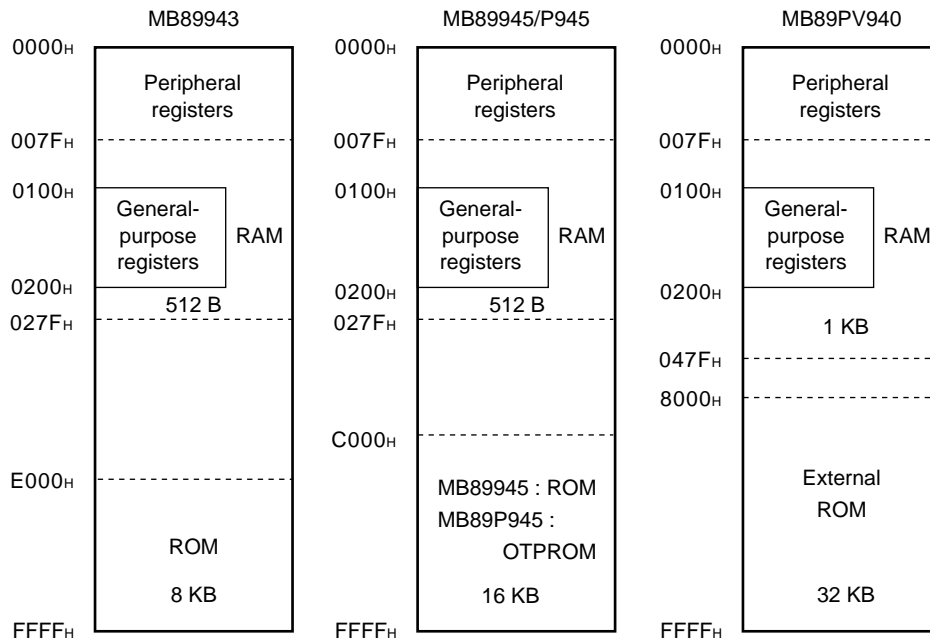 MB89943
0000H
Peripheral
registers
007FH
0100H
General-
purpose
registers
RAM
0200H
512 B
027FH
E000H
ROM
8 KB
FFFFH
MB89945/P945
0000H
Peripheral
registers
007FH
0100H
General-
purpose
registers
RAM
0200H
512 B
027FH
C000H
MB89945 : ROM
MB89P945 :
OTPROM
16 KB
FFFFH
MB89PV940
0000H
Peripheral
registers
007FH
0100H
General-
purpose
registers
RAM
0200H
1 KB
047FH
8000H
External
ROM
32 KB
FFFFH